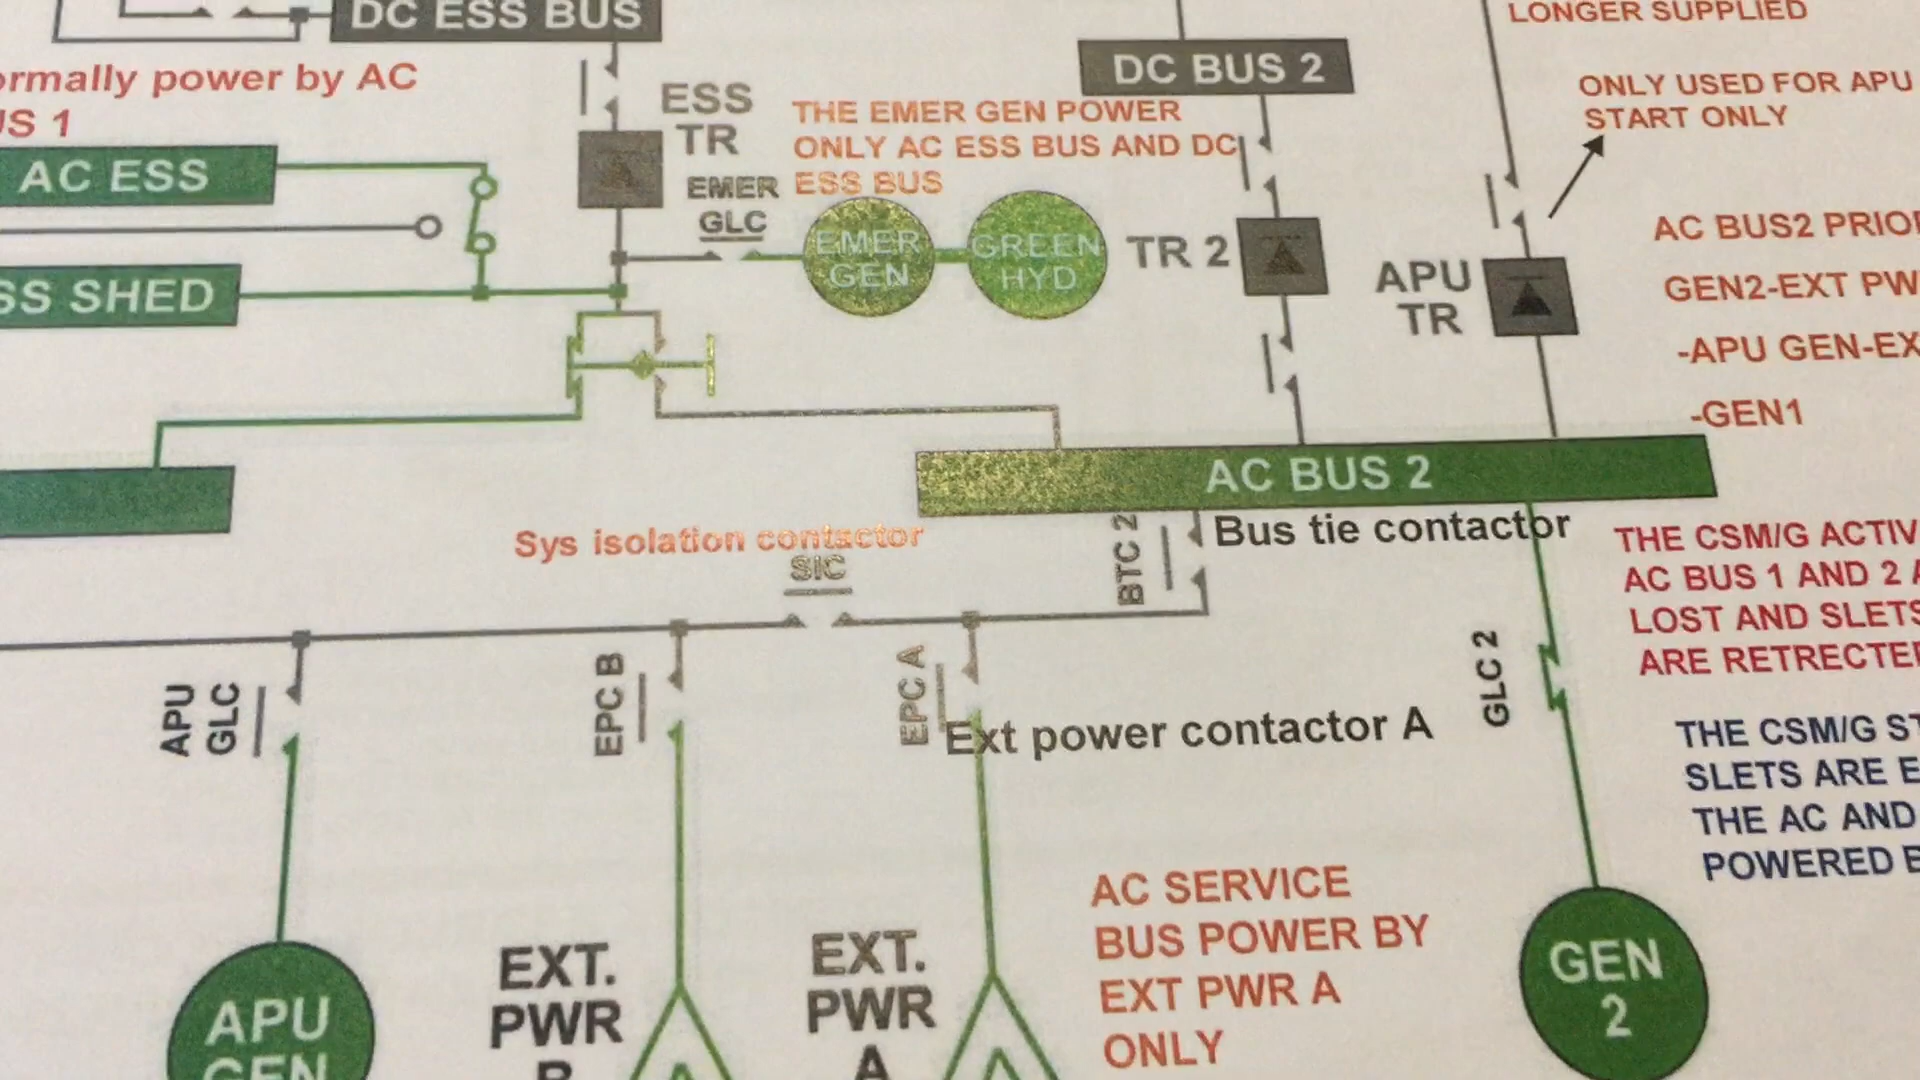 DC ESS BUS
LONGER SUPPLIED
ormally power by AC
US 1
ESS
TR
DC BUS 2
ONLY USED FOR APU
START ONLY
THE EMER GEN POWER
ONLY AC ESS BUS AND DC
ESS BUS
AC ESS
EMER
GLC
EMER
GEN
GREEN
HYD
TR 2
APU
TR
AC BUS2 PRIO
GEN2-EXT PW
-APU GEN-EX
-GEN1
SS SHED
AC BUS 2
Sys isolation contactor
SIC
BTC 2
Bus tie contactor
THE CSM/G ACTIV
AC BUS 1 AND 2 A
LOST AND SLETS
ARE RETRECTE
APU
GLC
EPC B
EPC A
Ext power contactor A
GLC 2
THE CSM/G ST
SLETS ARE E
THE AC AND
POWERED B
AC SERVICE
BUS POWER BY
EXT PWR A
ONLY
APU
GEN
EXT.
PWR
B
EXT.
PWR
A
GEN
2